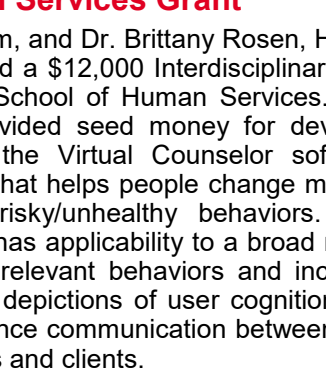 Services Grant
and Dr. Brittany Rosen, H
d a $12,000 Interdisciplinar
School of Human Services.
vided seed money for dev
the Virtual Counselor sof
that helps people change m
risky/unhealthy behaviors.
has applicability to a broad
relevant behaviors and inc
depictions of user cognition
nce communication between
s and clients.